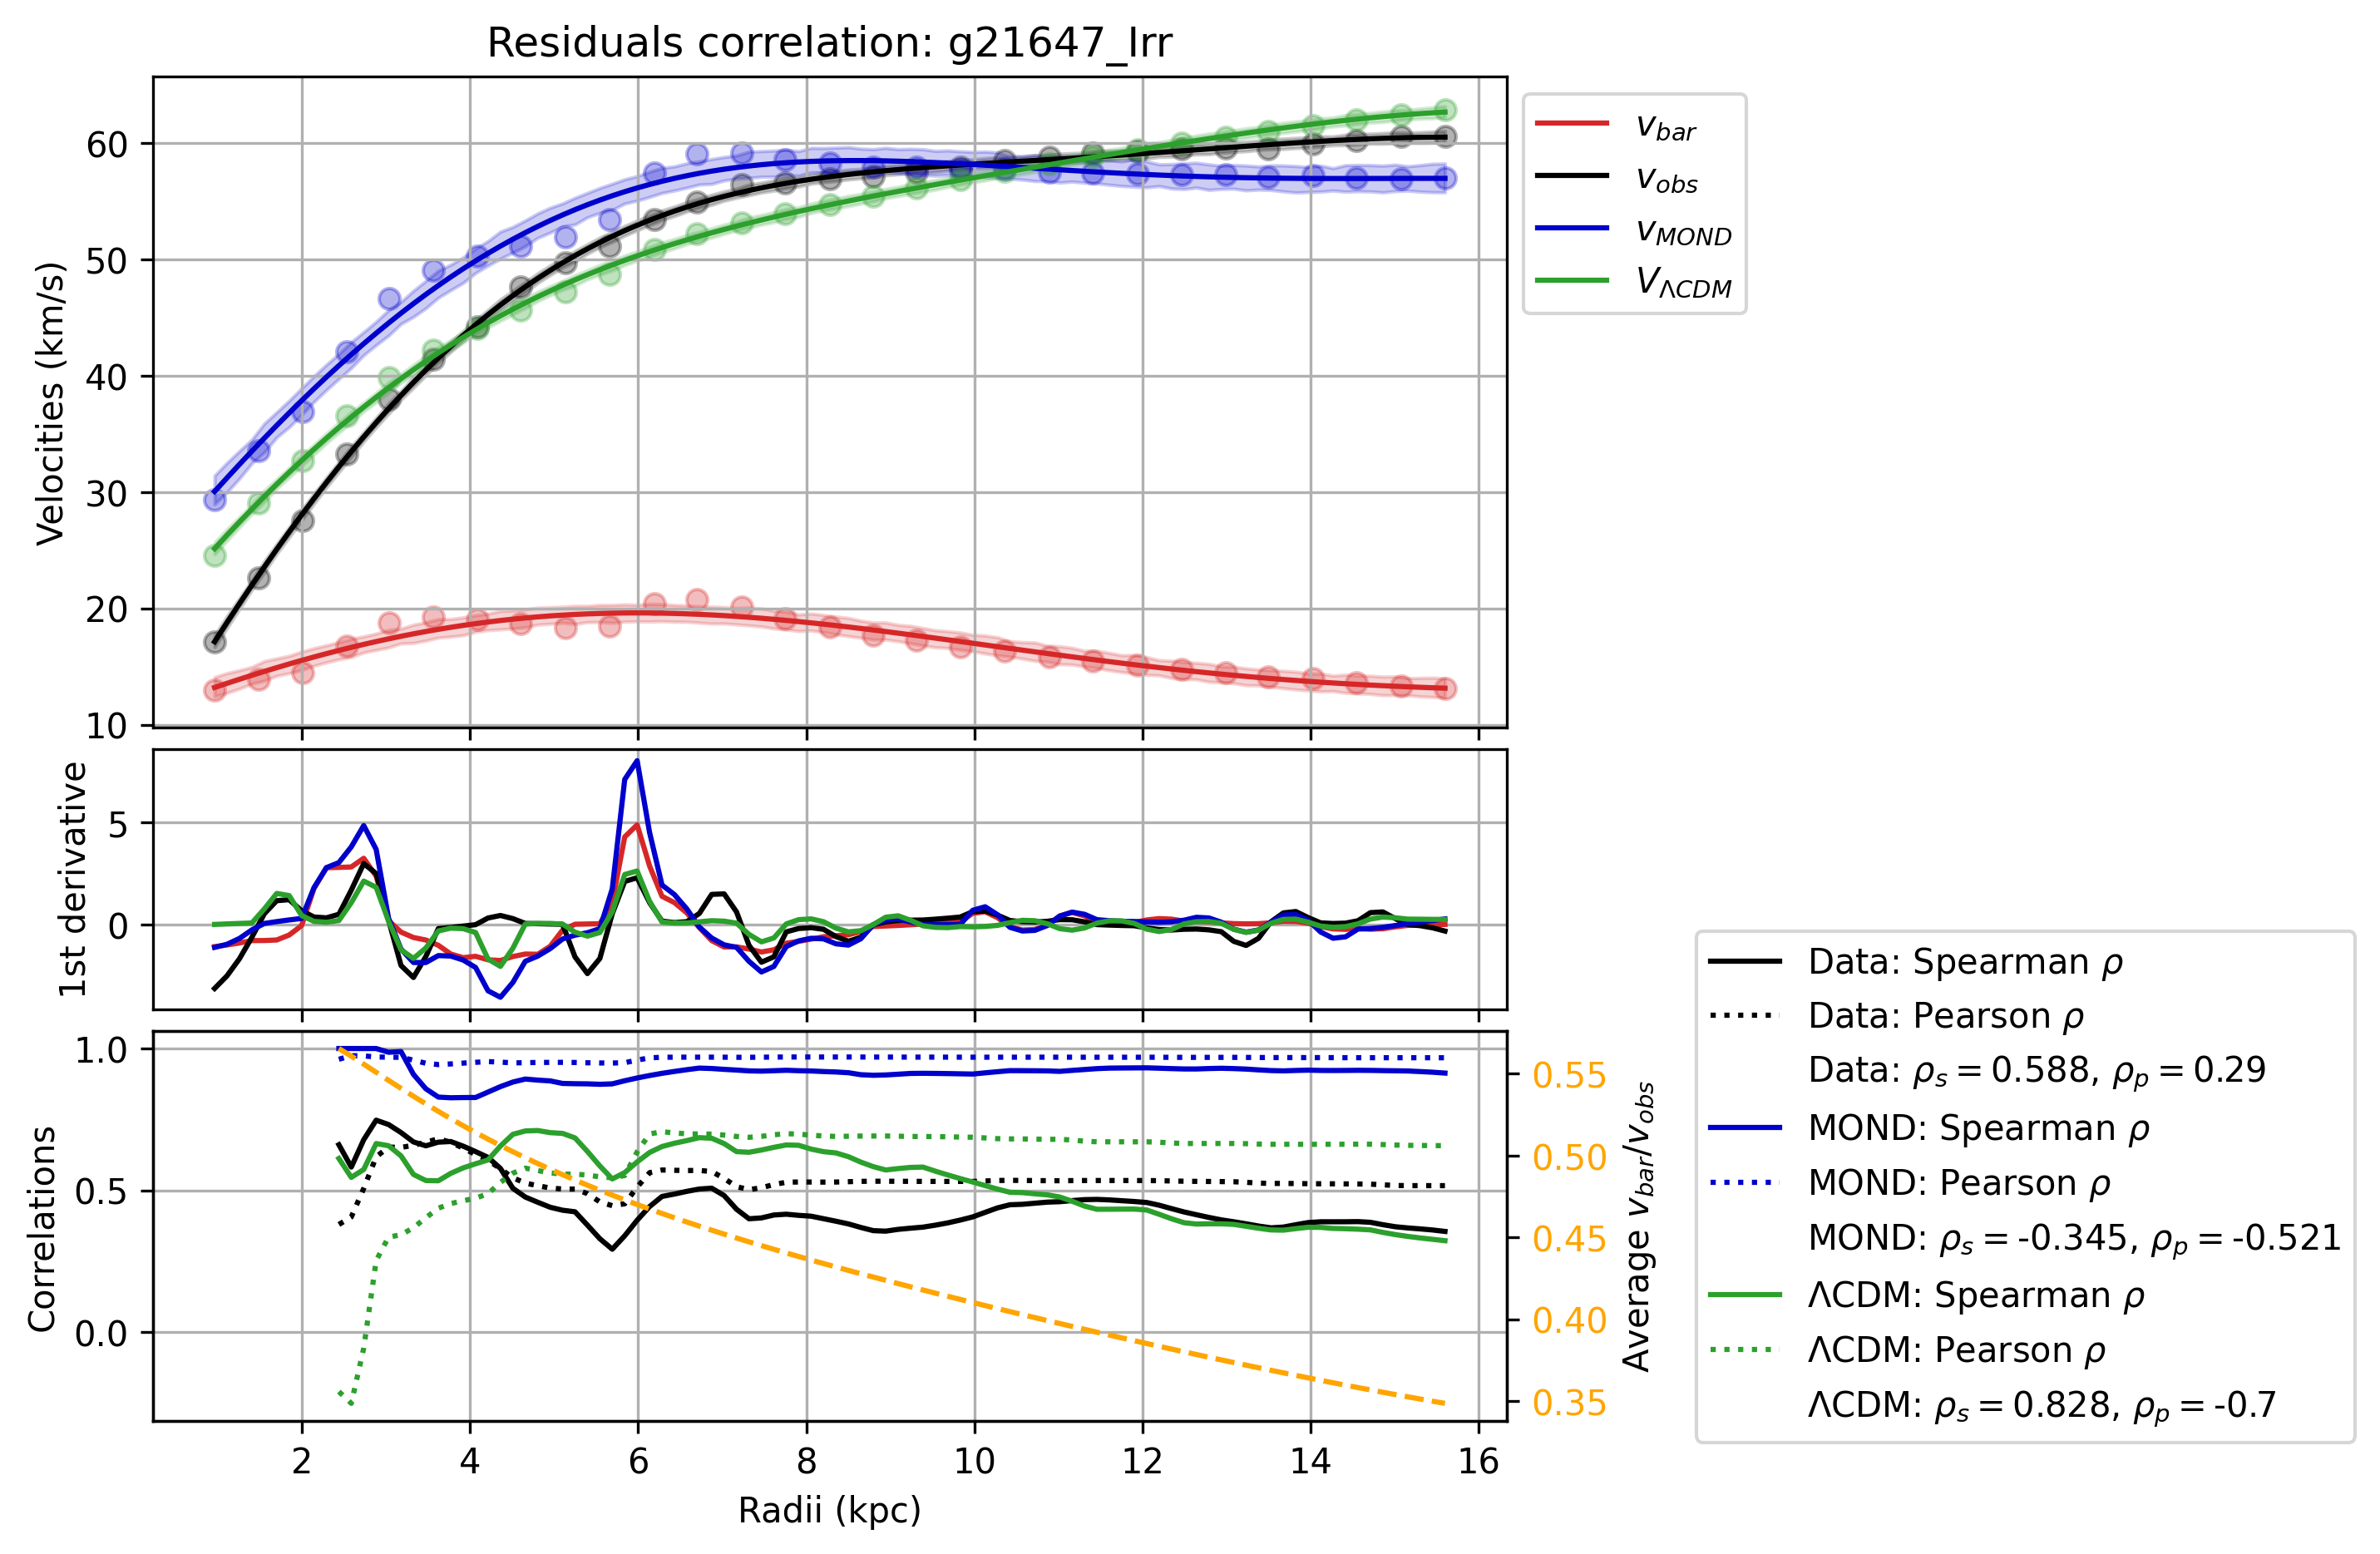 Residuals correlation: g21647_Irr
Velocities (km/s)
60
50
40
30
20
10
v_bar
v_obs
v_MOND
V_ΛCDM
1st derivative
5
0
Correlations
1.0
0.5
0.0
0.55
0.50
0.45
0.40
0.35
Average v_bar/v_obs
2 4 6 8 10 12 14 16
Radii (kpc)
Data: Spearman ρ
Data: Pearson ρ
Data: ρ_s = 0.588, ρ_p = 0.29
MOND: Spearman ρ
MOND: Pearson ρ
MOND: ρ_s = -0.345, ρ_p = -0.521
ΛCDM: Spearman ρ
ΛCDM: Pearson ρ
ΛCDM: ρ_s = 0.828, ρ_p = -0.7